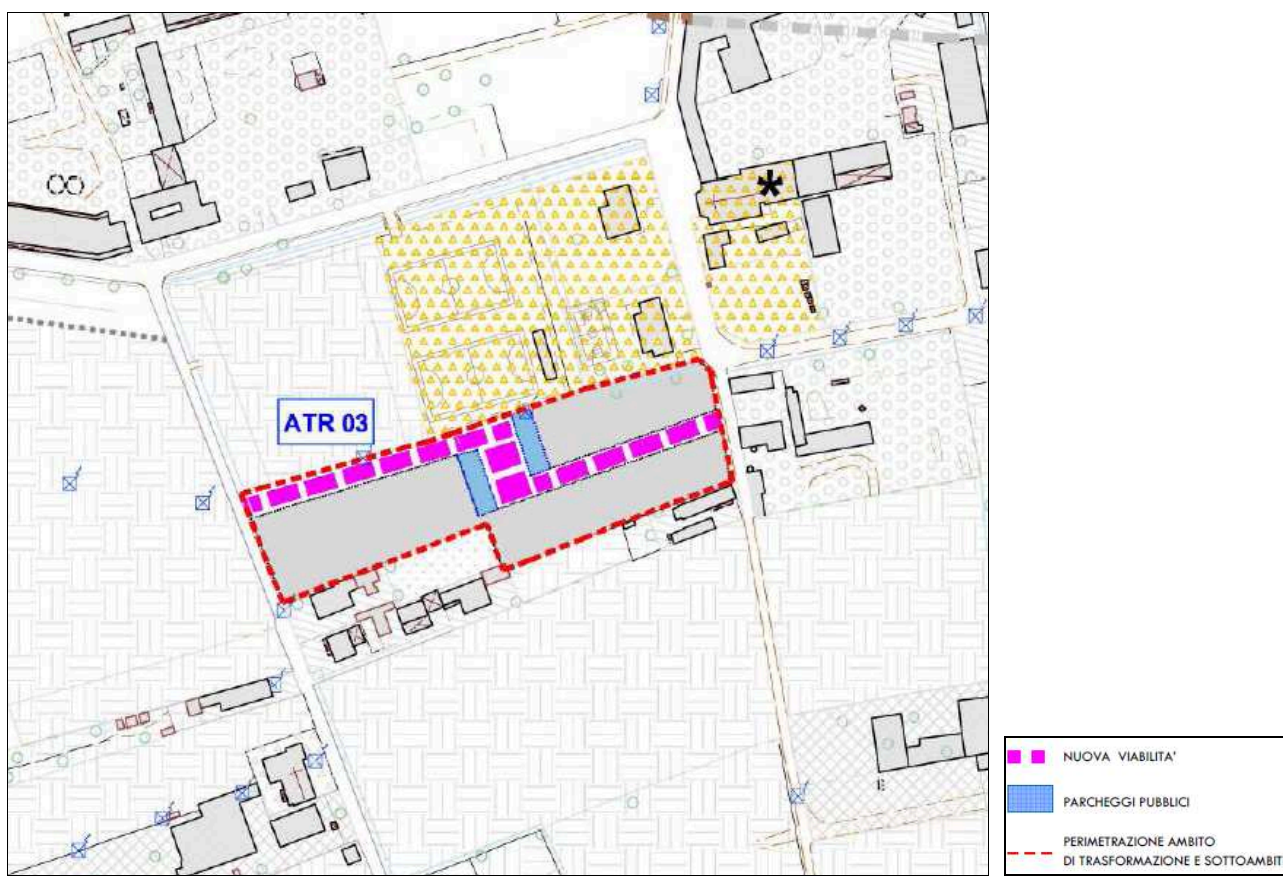 ATR 03
NUOVA VIABILITA'
PARCHEGGI PUBBLICI
PERIMETRAZIONE AMBITO
DI TRASFORMAZIONE E SOTTOAMBIT